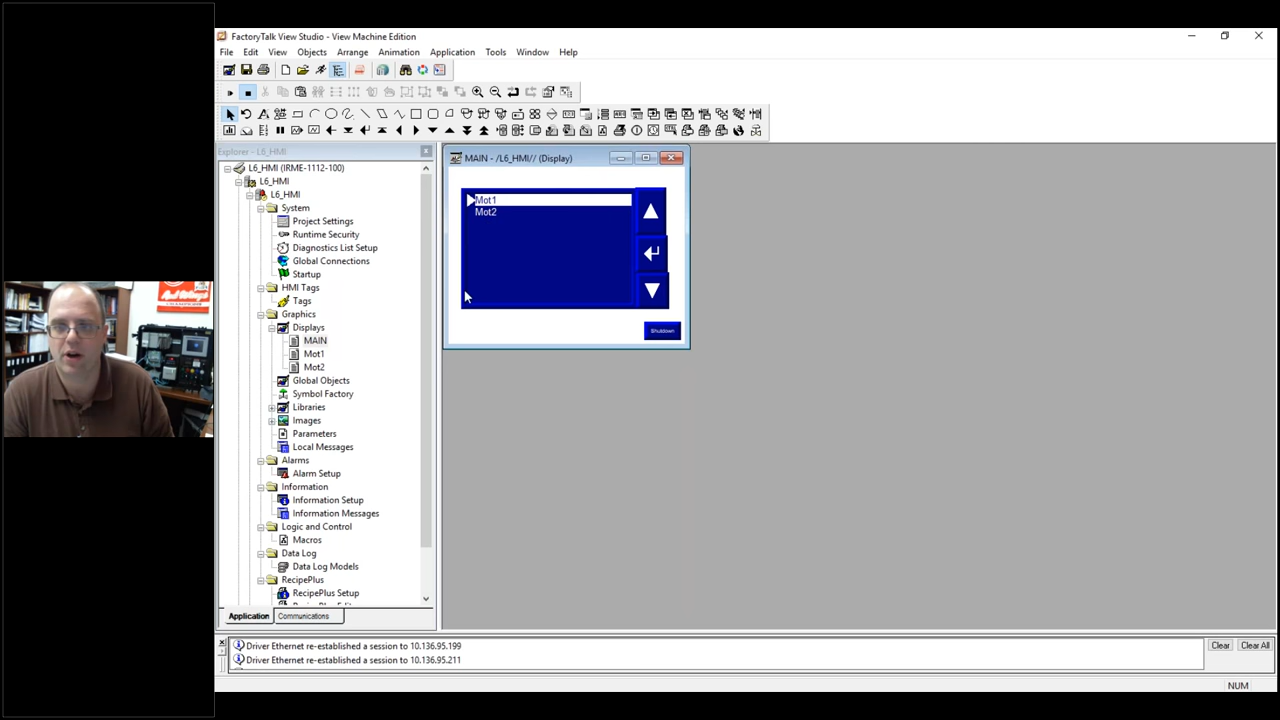 FactoryTalk View Studio - View Machine Edition
File Edit View Objects Arrange Animation Application Tools Window Help
Explorer - L6_HMI
L6_HMI (IRME-1112-100)
L6_HMI
L6_HMI
System
Project Settings
Runtime Security
Diagnostics List Setup
Global Connections
Startup
HMI Tags
Tags
Graphics
Displays
MAIN
Mot1
Mot2
Global Objects
Symbol Factory
Libraries
Images
Parameters
Local Messages
Alarms
Alarm Setup
Information
Information Setup
Information Messages
Logic and Control
Macros
Data Log
Data Log Models
RecipePlus
RecipePlus Setup
Application Communications
MAIN - /L6_HMI// (Display)
Mot1
Mot2
Shutdown
Driver Ethernet re-established a session to 10.136.95.199
Driver Ethernet re-established a session to 10.136.95.211
Clear Clear All
NUM